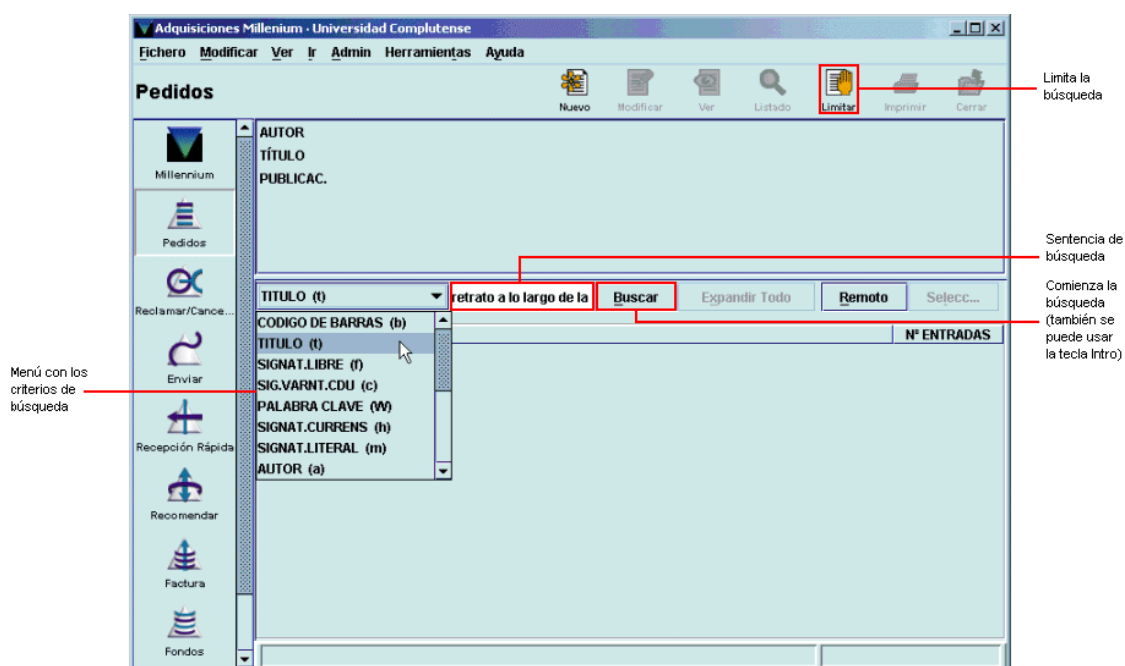 Adquisiciones Millenium · Universidad Complutense
Fichero Modificar Ver Ir Admin Herramientas Ayuda
Pedidos
Nuevo Modificar Ver Listado Limitar Imprimir Cerrar
Limita la
búsqueda
Millennium
Pedidos
Reclamar/Cance...
Enviar
Recepción Rápida
Recomendar
Factura
Fondos
AUTOR
TÍTULO
PUBLICAC.
Sentencia de
búsqueda
TITULO (t) retrato a lo largo de la Buscar Expandir Todo Remoto Selecc...
Comienza la
búsqueda
(también se
puede usar
la tecla Intro)
Nº ENTRADAS
CODIGO DE BARRAS (b)
TITULO (t)
SIGNAT.LIBRE (f)
SIG.VARNT.CDU (c)
PALABRA CLAVE (W)
SIGNAT.CURRENS (h)
SIGNAT.LITERAL (m)
AUTOR (a)
Menú con los
criterios de
búsqueda